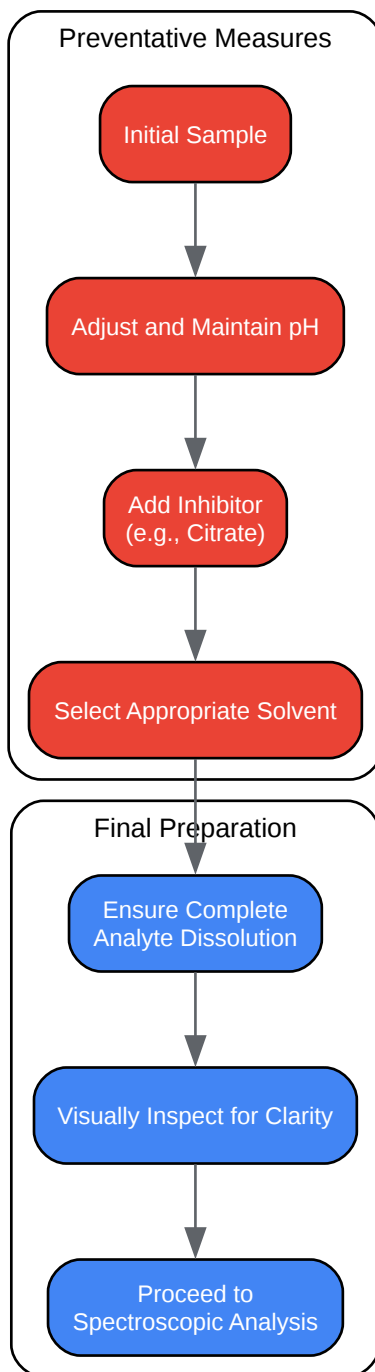 Preventative Measures
Initial Sample
Adjust and Maintain pH
Add Inhibitor
(e.g., Citrate)
Select Appropriate Solvent
Final Preparation
Ensure Complete
Analyte Dissolution
Visually Inspect for Clarity
Proceed to
Spectroscopic Analysis